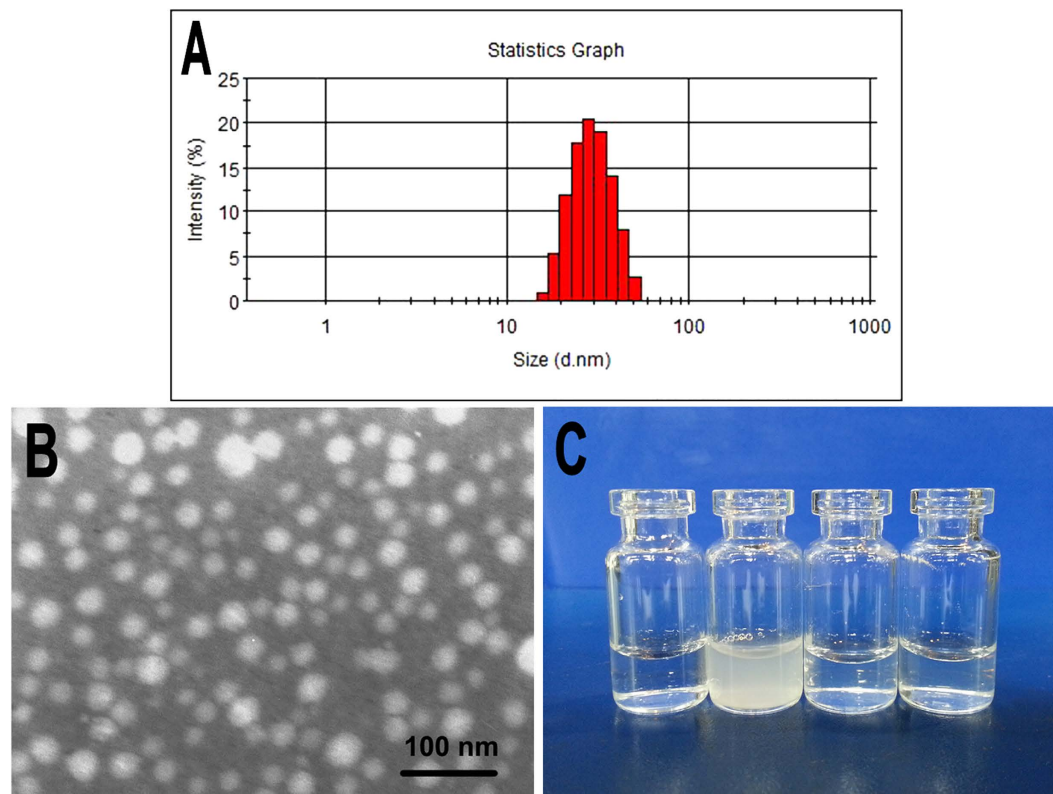 A
Statistics Graph
25
20
15
10
5
0
Intensity (%)
1 10 100 1000
Size (d.nm)
B
100 nm
C